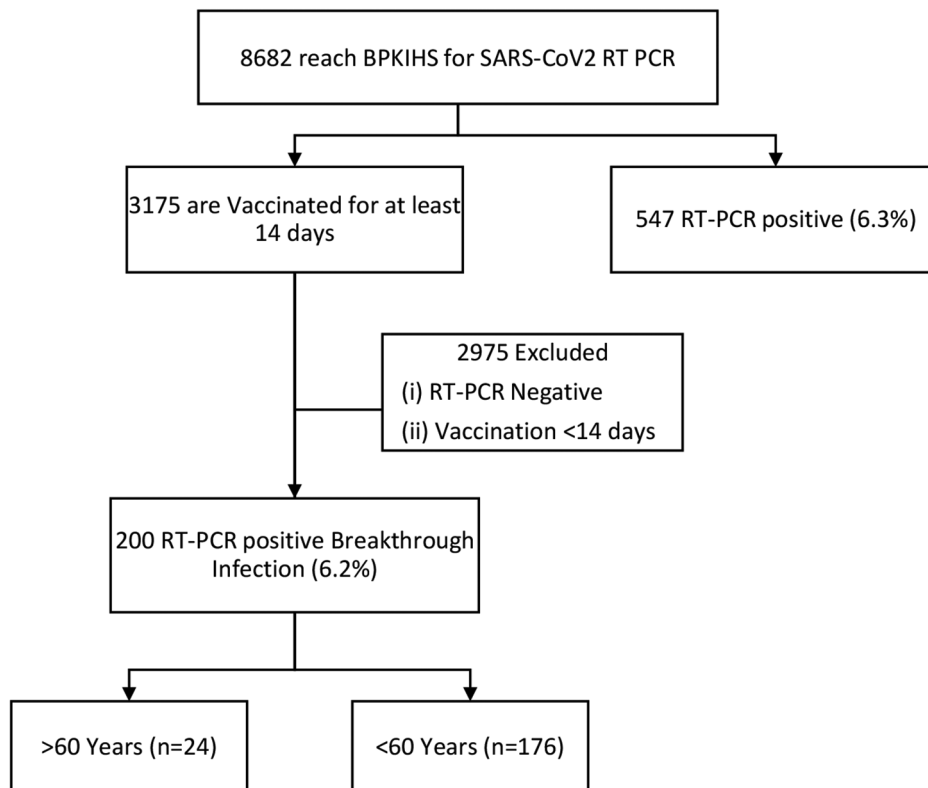 8682 reach BPKIHS for SARS-CoV2 RT PCR
3175 are Vaccinated for at least
14 days
547 RT-PCR positive (6.3%)
2975 Excluded
(i) RT-PCR Negative
(ii) Vaccination <14 days
200 RT-PCR positive Breakthrough
Infection (6.2%)
>60 Years (n=24)
<60 Years (n=176)